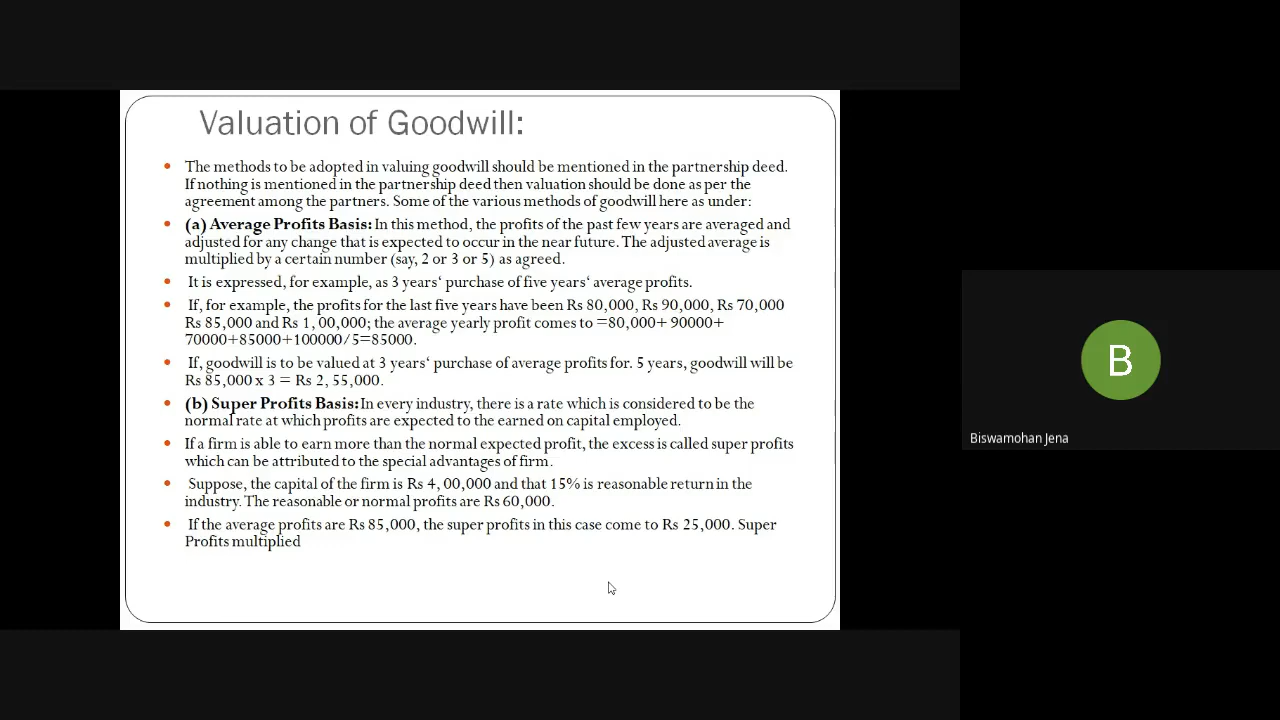 Valuation of Goodwill:
• The methods to be adopted in valuing goodwill should be mentioned in the partnership deed.
If nothing is mentioned in the partnership deed then valuation should be done as per the
agreement among the partners. Some of the various methods of goodwill here as under:
• (a) Average Profits Basis: In this method, the profits of the past few years are averaged and
adjusted for any change that is expected to occur in the near future. The adjusted average is
multiplied by a certain number (say, 2 or 3 or 5) as agreed.
• It is expressed, for example, as 3 years‘ purchase of five years‘ average profits.
• If, for example, the profits for the last five years have been Rs 80,000, Rs 90,000, Rs 70,000
Rs 85,000 and Rs 1, 00,000; the average yearly profit comes to =80,000+ 90000+
70000+85000+100000/5=85000.
• If, goodwill is to be valued at 3 years‘ purchase of average profits for. 5 years, goodwill will be
Rs 85,000 x 3 = Rs 2, 55,000.
• (b) Super Profits Basis: In every industry, there is a rate which is considered to be the
normal rate at which profits are expected to the earned on capital employed.
• If a firm is able to earn more than the normal expected profit, the excess is called super profits
which can be attributed to the special advantages of firm.
• Suppose, the capital of the firm is Rs 4, 00,000 and that 15% is reasonable return in the
industry. The reasonable or normal profits are Rs 60,000.
• If the average profits are Rs 85,000, the super profits in this case come to Rs 25,000. Super
Profits multiplied
B
Biswamohan Jena